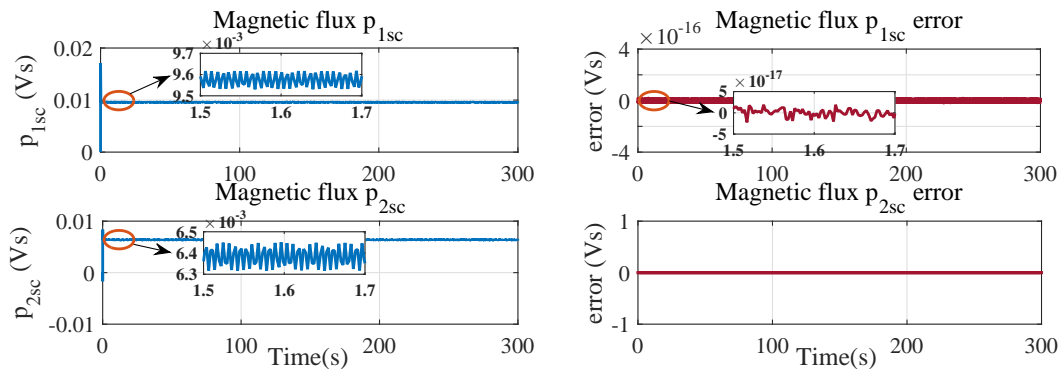 Magnetic flux p1sc
0.02
0.01
0
p1sc (Vs)
× 10-3
9.7
9.6
9.5
1.5 1.6 1.7
0 100 200 300
Magnetic flux p1sc error
× 10-16
4
0
-4
error (Vs)
× 10-17
5
0
-5
1.5 1.6 1.7
0 100 200 300
Magnetic flux p2sc
0.01
0
-0.01
p2sc (Vs)
× 10-3
6.5
6.4
6.3
1.5 1.6 1.7
0 100 200 300
Time(s)
Magnetic flux p2sc error
1
0
-1
error (Vs)
0 100 200 300
Time(s)